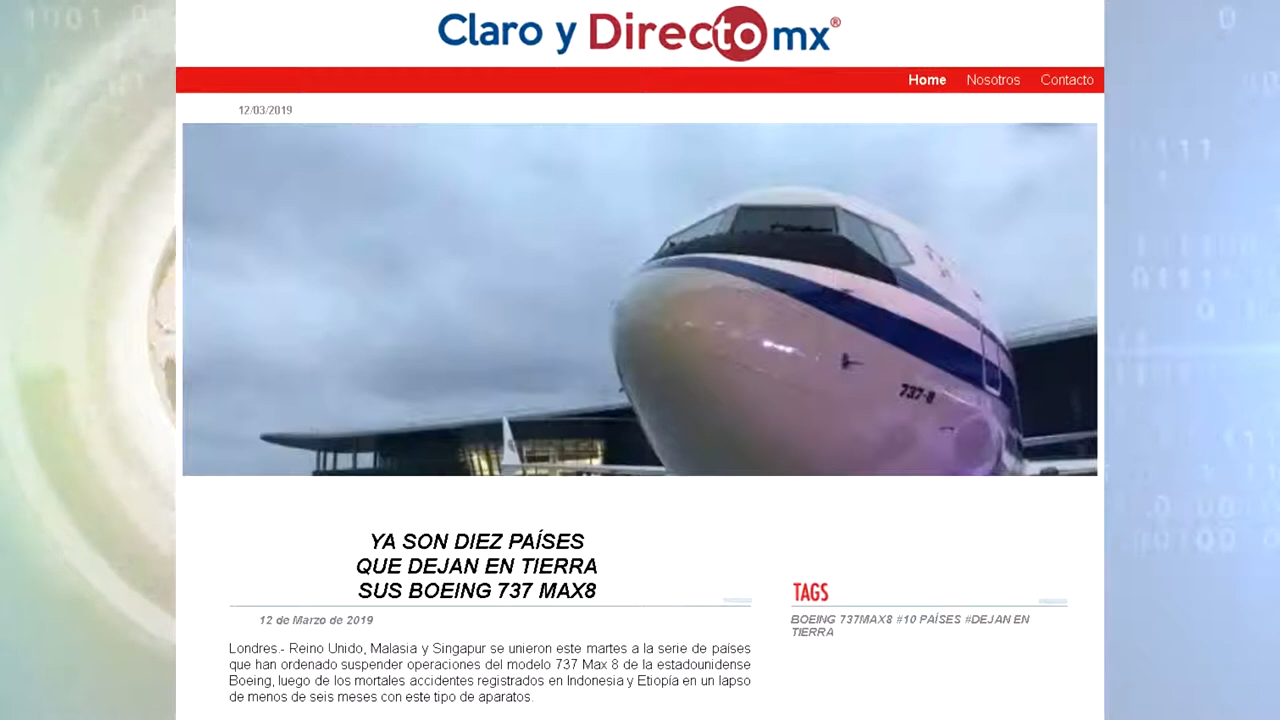 Claro y Directo mx®
Home Nosotros Contacto
12/03/2019
737-8
YA SON DIEZ PAÍSES
QUE DEJAN EN TIERRA
SUS BOEING 737 MAX8
TAGS
12 de Marzo de 2019
BOEING 737MAX8 #10 PAÍSES #DEJAN EN
TIERRA
Londres.- Reino Unido, Malasia y Singapur se unieron este martes a la serie de países
que han ordenado suspender operaciones del modelo 737 Max 8 de la estadounidense
Boeing, luego de los mortales accidentes registrados en Indonesia y Etiopía en un lapso
de menos de seis meses con este tipo de aparatos.